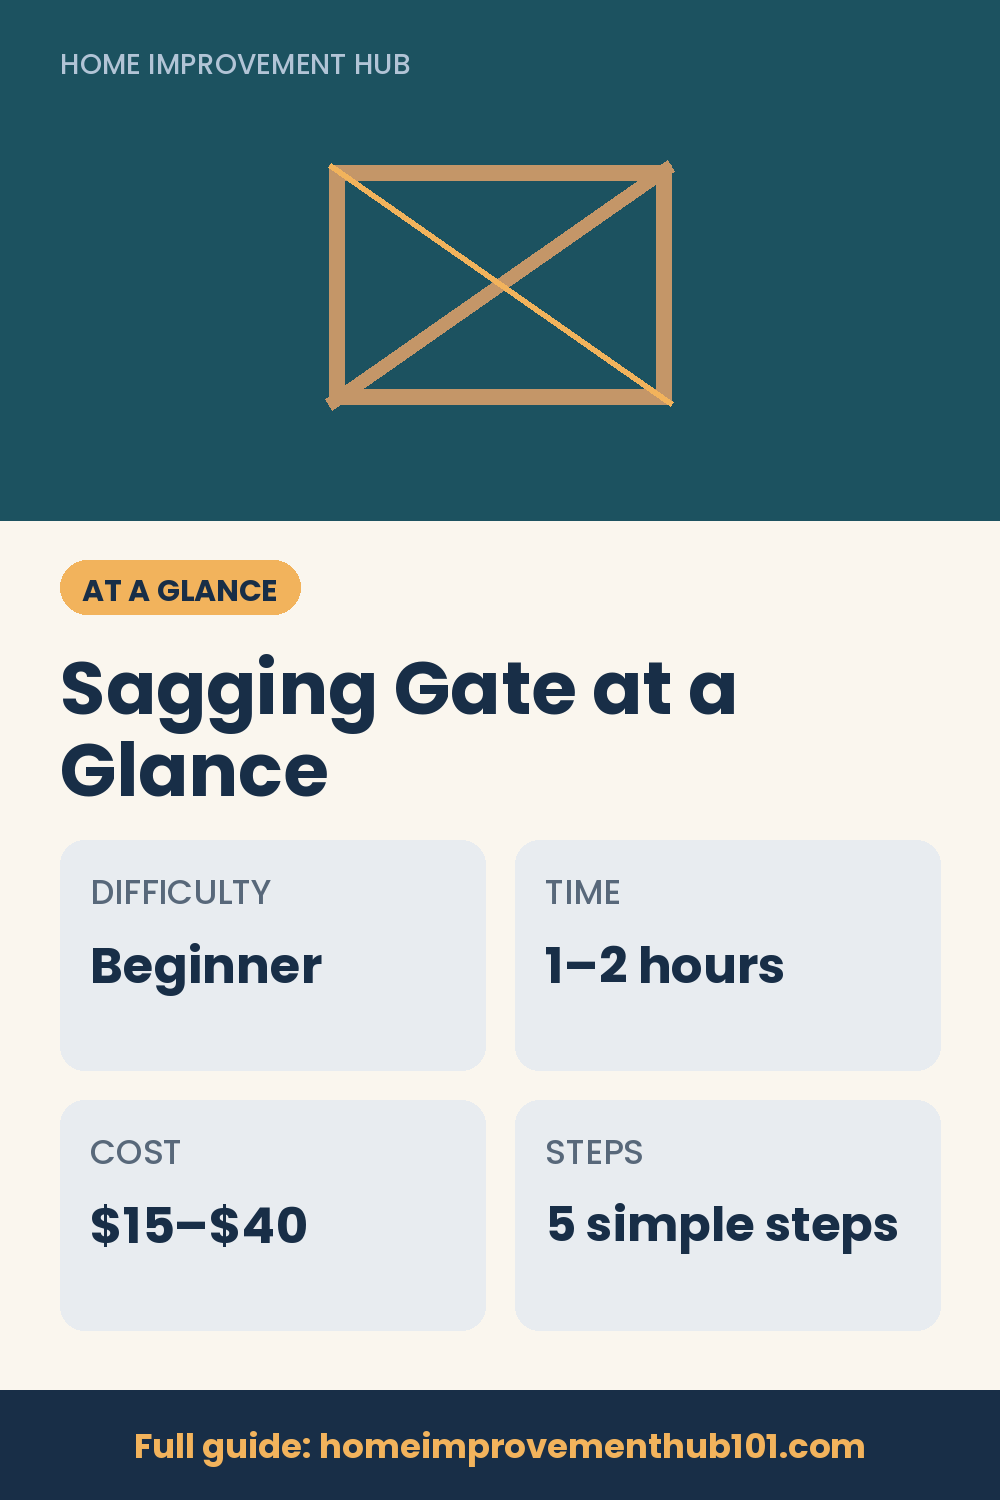 HOME IMPROVEMENT HUB
AT A GLANCE
Sagging Gate at a
Glance
DIFFICULTY
Beginner
TIME
1–2 hours
COST
$15–$40
STEPS
5 simple steps
Full guide: homeimprovementhub101.com